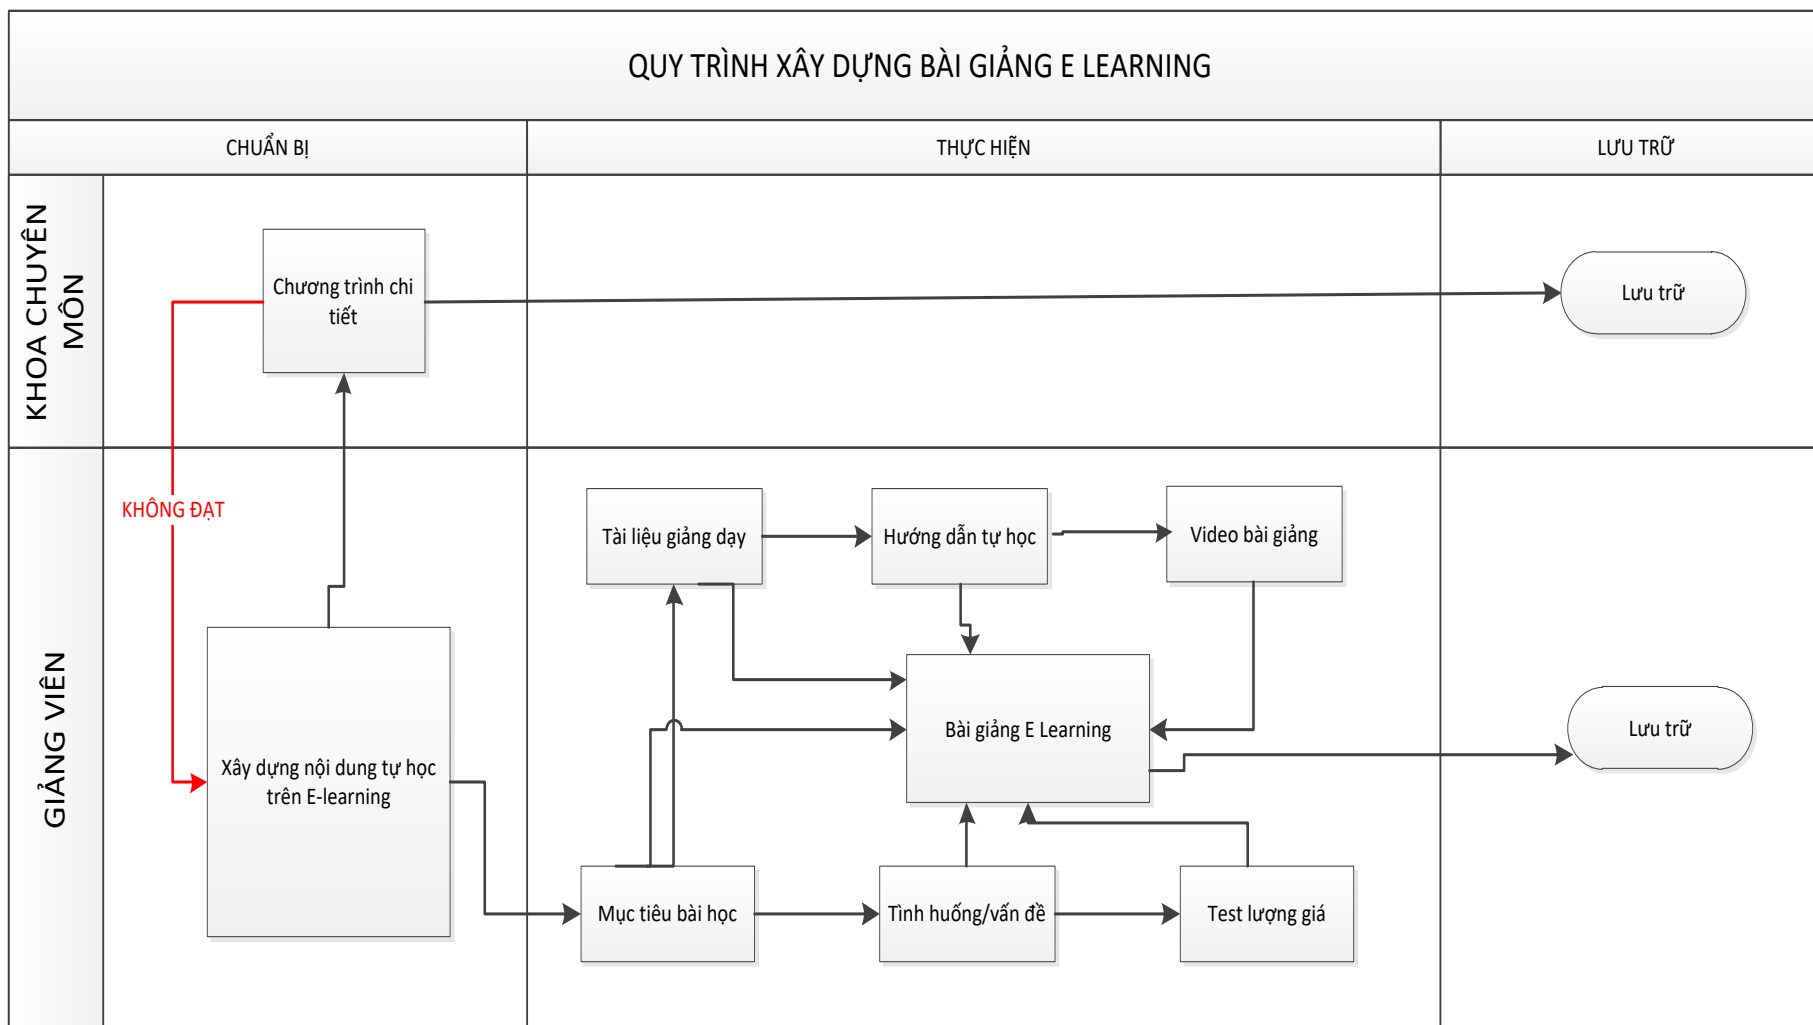 QUY TRÌNH XÂY DỰNG BÀI GIẢNG E LEARNING
CHUẨN BỊ
THỰC HIỆN
LƯU TRỮ
KHOA CHUYÊN
MÔN
Chương trình chi
tiết
Lưu trữ
KHÔNG ĐẠT
GIẢNG VIÊN
Tài liệu giảng dạy
Hướng dẫn tự học
Video bài giảng
Xây dựng nội dung tự học
trên E-learning
Bài giảng E Learning
Lưu trữ
Mục tiêu bài học
Tình huống/vấn đề
Test lượng giá